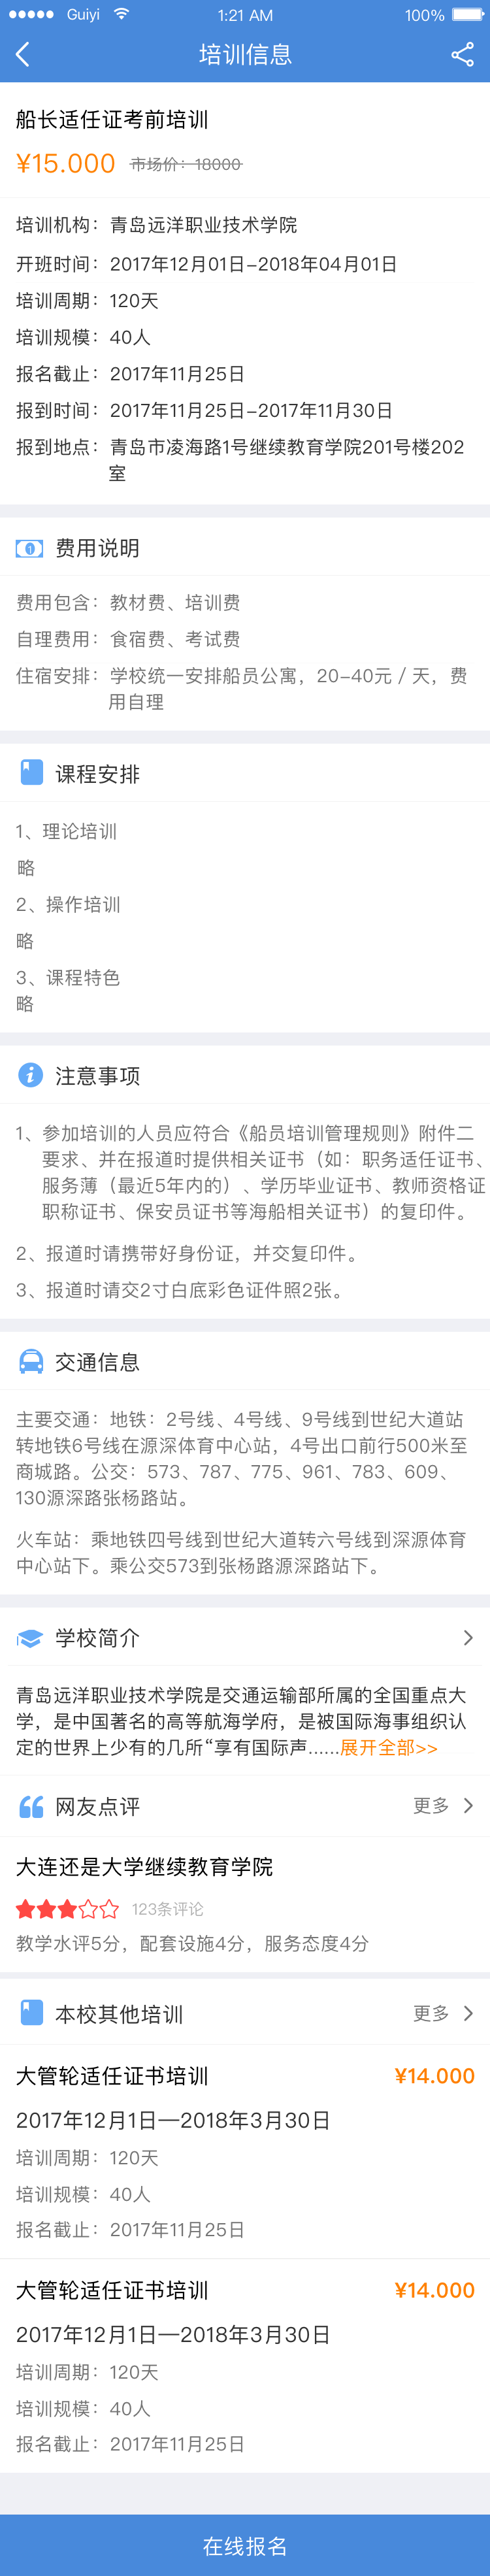 Guiyi 1:21 AM 100%
培训信息
船长适任证考前培训
¥15.000 市场价：18000
培训机构：青岛远洋职业技术学院
开班时间：2017年12月01日-2018年04月01日
培训周期：120天
培训规模：40人
报名截止：2017年11月25日
报到时间：2017年11月25日-2017年11月30日
报到地点：青岛市凌海路1号继续教育学院201号楼202
室
费用说明
费用包含：教材费、培训费
自理费用：食宿费、考试费
住宿安排：学校统一安排船员公寓，20-40元 / 天，费
用自理
课程安排
1、理论培训
略
2、操作培训
略
3、课程特色
略
注意事项
1、参加培训的人员应符合《船员培训管理规则》附件二
要求、并在报道时提供相关证书（如：职务适任证书、
服务薄（最近5年内的）、学历毕业证书、教师资格证
职称证书、保安员证书等海船相关证书）的复印件。
2、报道时请携带好身份证，并交复印件。
3、报道时请交2寸白底彩色证件照2张。
交通信息
主要交通：地铁：2号线、4号线、9号线到世纪大道站
转地铁6号线在源深体育中心站，4号出口前行500米至
商城路。公交：573、787、775、961、783、609、
130源深路张杨路站。
火车站：乘地铁四号线到世纪大道转六号线到深源体育
中心站下。乘公交573到张杨路源深路站下。
学校简介
青岛远洋职业技术学院是交通运输部所属的全国重点大
学，是中国著名的高等航海学府，是被国际海事组织认
定的世界上少有的几所“享有国际声......展开全部>>
网友点评 更多
大连还是大学继续教育学院
123条评论
教学水评5分，配套设施4分，服务态度4分
本校其他培训 更多
大管轮适任证书培训 ¥14.000
2017年12月1日—2018年3月30日
培训周期：120天
培训规模：40人
报名截止：2017年11月25日
大管轮适任证书培训 ¥14.000
2017年12月1日—2018年3月30日
培训周期：120天
培训规模：40人
报名截止：2017年11月25日
在线报名